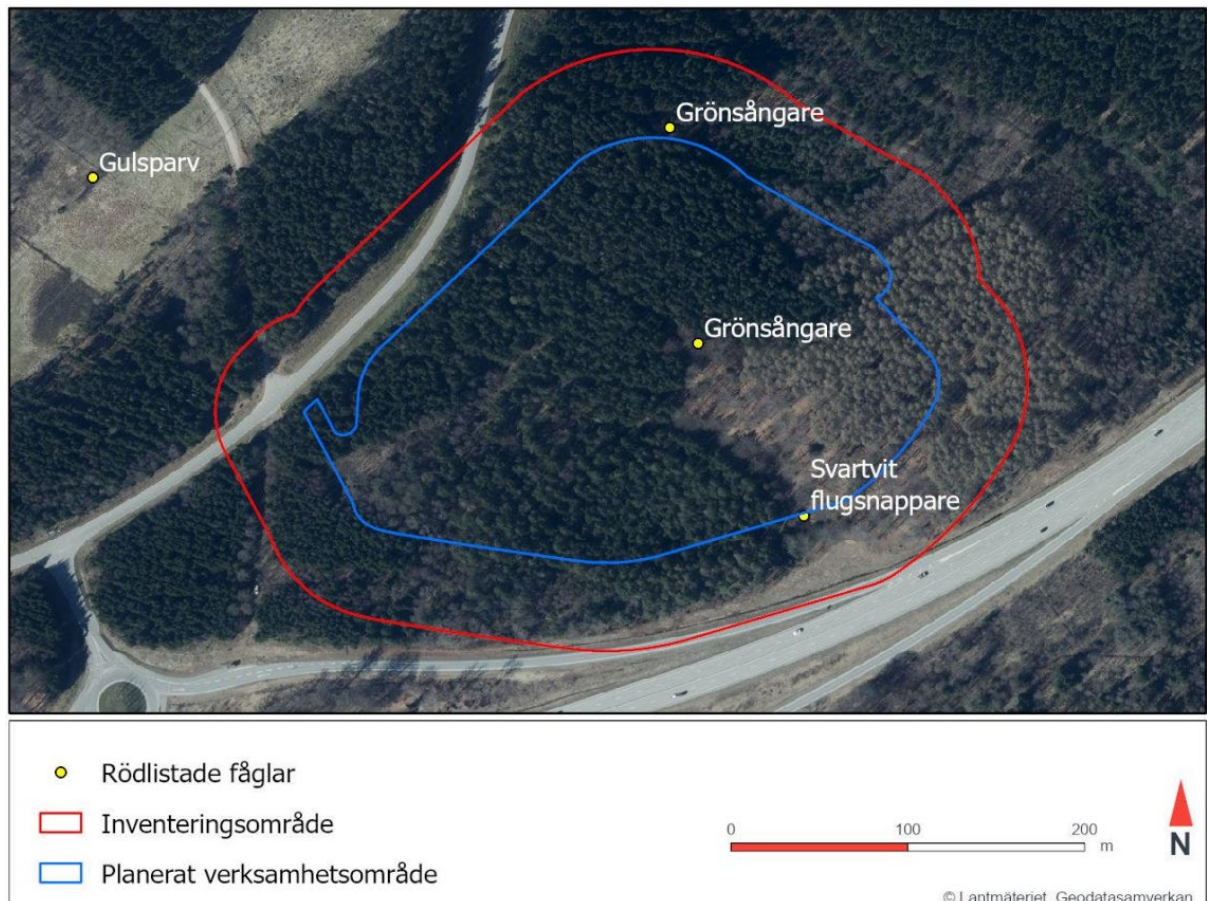 Grönsångare
Gulsparv
Grönsångare
Svartvit
flugsnappare
Rödlistade fåglar
Inventeringsområde
Planerat verksamhetsområde
0 100 200
m
N
© Lantmäteriet, Geodatasamverkan